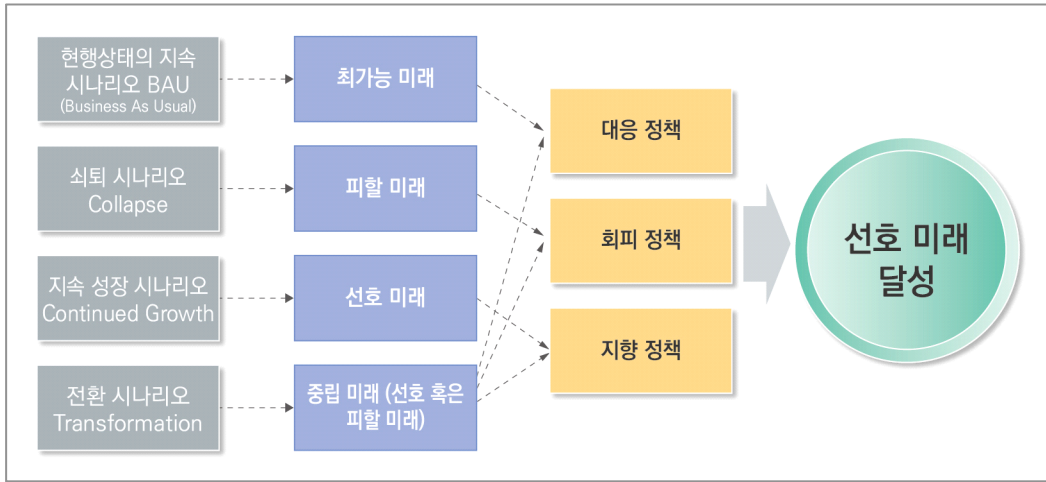 현행상태의 지속
시나리오 BAU
(Business As Usual)
최가능 미래
쇠퇴 시나리오
Collapse
피할 미래
지속 성장 시나리오
Continued Growth
선호 미래
전환 시나리오
Transformation
중립 미래 (선호 혹은
피할 미래)
대응 정책
회피 정책
지향 정책
선호 미래
달성